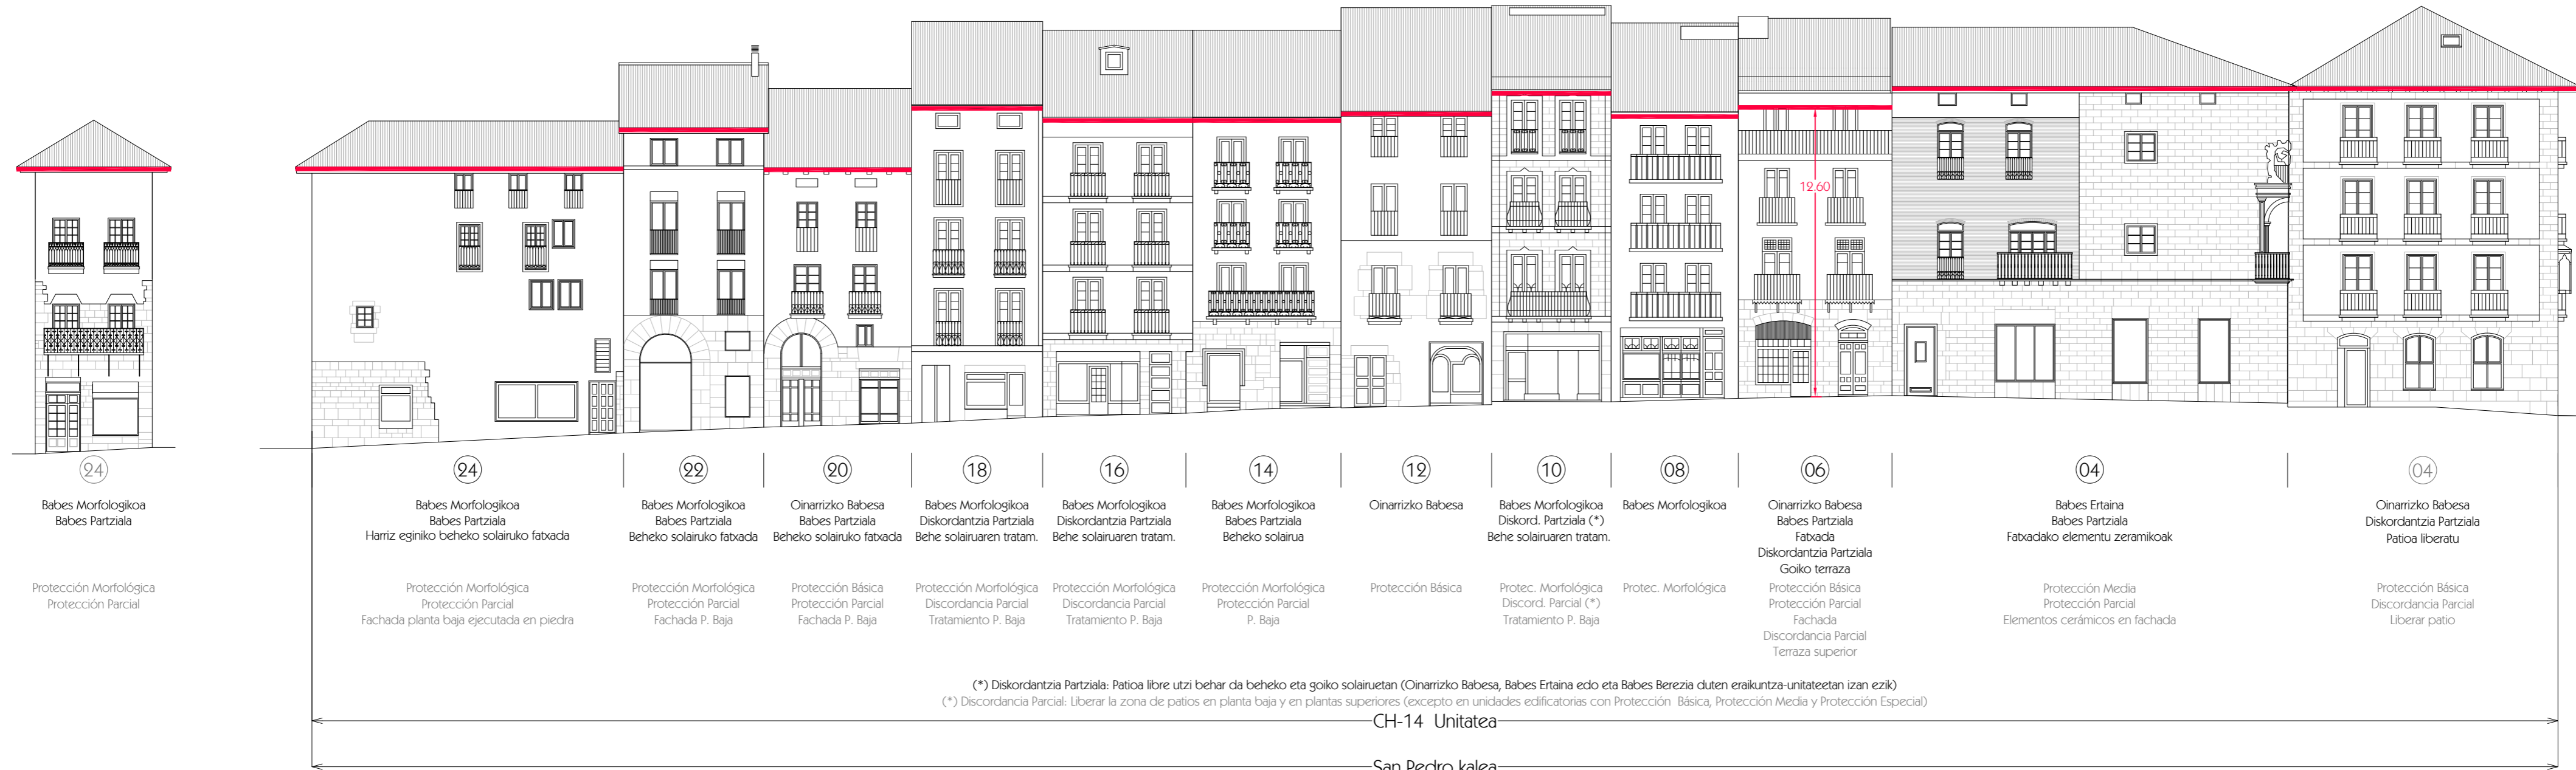 12.60
24
Babes Morfologikoa
Babes Partziala
Protección Morfológica
Protección Parcial
24
Babes Morfologikoa
Babes Partziala
Harriz eginiko beheko solairuko fatxada
Protección Morfológica
Protección Parcial
Fachada planta baja ejecutada en piedra
22
Babes Morfologikoa
Babes Partziala
Beheko solairuko fatxada
Protección Morfológica
Protección Parcial
Fachada P. Baja
20
Oinarrizko Babesa
Babes Partziala
Beheko solairuko fatxada
Protección Básica
Protección Parcial
Fachada P. Baja
18
Babes Morfologikoa
Diskordantzia Partziala
Behe solairuaren tratam.
Protección Morfológica
Discordancia Parcial
Tratamiento P. Baja
16
Babes Morfologikoa
Diskordantzia Partziala
Behe solairuaren tratam.
Protección Morfológica
Discordancia Parcial
Tratamiento P. Baja
14
Babes Morfologikoa
Babes Partziala
Beheko solairua
Protección Morfológica
Protección Parcial
P. Baja
12
Oinarrizko Babesa
Protección Básica
10
Babes Morfologikoa
Diskord. Partziala (*)
Behe solairuaren tratam.
Protec. Morfológica
Discord. Parcial (*)
Tratamiento P. Baja
08
Babes Morfologikoa
Protec. Morfológica
06
Oinarrizko Babesa
Babes Partziala
Fatxada
Diskordantzia Partziala
Goiko terraza
Protección Básica
Protección Parcial
Fachada
Discordancia Parcial
Terraza superior
04
Babes Ertaina
Babes Partziala
Fatxadako elementu zeramikoak
Protección Media
Protección Parcial
Elementos cerámicos en fachada
04
Oinarrizko Babesa
Diskordantzia Partziala
Patioa liberatu
Protección Básica
Discordancia Parcial
Liberar patio
(*) Diskordantzia Partziala: Patioa libre utzi behar da beheko eta goiko solairuetan (Oinarrizko Babesa, Babes Ertaina edo eta Babes Berezia duten eraikuntza-unitateetan izan ezik)
(*) Discordancia Parcial: Liberar la zona de patios en planta baja y en plantas superiores (excepto en unidades edificatorias con Protección Básica, Protección Media y Protección Especial)
CH-14 Unitatea
San Pedro kalea